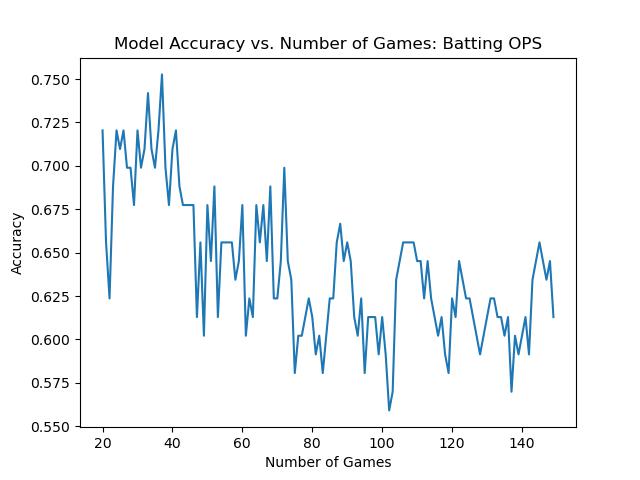 Model Accuracy vs. Number of Games: Batting OPS
0.750
0.725
0.700
0.675
0.650
0.625
0.600
0.575
0.550
Accuracy
20 40 60 80 100 120 140
Number of Games